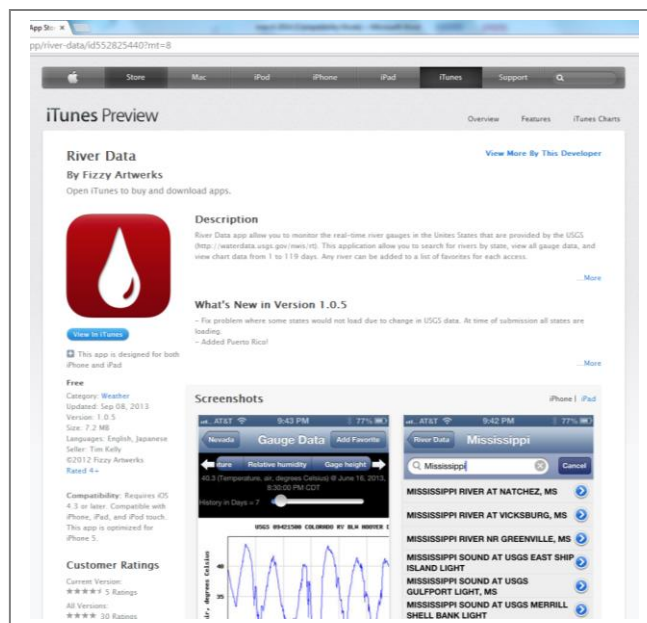 App Sto
pp/river-data/id552825440?mt=8
Store Mac iPod iPhone iPad iTunes Support
iTunes Preview
Overview Features iTunes Charts
River Data
View More By This Developer
By Fizzy Artwerks
Open iTunes to buy and download apps.
Description
River Data app allow you to monitor the real-time river gauges in the Unites States that are provided by the USGS
(http://waterdata.usgs.gov/nwis/rt). This application allow you to search for rivers by state, view all gauge data, and
view chart data from 1 to 119 days. Any river can be added to a list of favorites for each access.
...More
What's New in Version 1.0.5
- Fix problem where some states would not load due to change in USGS data. At time of submission all states are
loading.
- Added Puerto Rico!
...More
View In iTunes
This app is designed for both
iPhone and iPad
Free
Category: Weather
Updated: Sep 08, 2013
Version: 1.0.5
Size: 7.2 MB
Languages: English, Japanese
Seller: Tim Kelly
©2012 Fizzy Artwerks
Rated 4+
Compatibility: Requires iOS
4.3 or later. Compatible with
iPhone, iPad, and iPod touch.
This app is optimized for
iPhone 5.
Customer Ratings
Current Version:
5 Ratings
All Versions:
30 Ratings
Screenshots
iPhone | iPad
AT&T 9:43 PM 77%
Nevada Gauge Data Add Favorite
ture Relative humidity Gage height
40.3 (Temperature, air, degrees Celsius) @ June 16, 2013,
8:30:00 PM CDT
History in Days = 7
USGS 09421500 COLORADO RV BLW HOOVER D
air, degrees Celsius
40
35
AT&T 9:42 PM 77%
River Data Mississippi
Mississippi Cancel
MISSISSIPPI RIVER AT NATCHEZ, MS
MISSISSIPPI RIVER AT VICKSBURG, MS
MISSISSIPPI RIVER NR GREENVILLE, MS
MISSISSIPPI SOUND AT USGS EAST SHIP
ISLAND LIGHT
MISSISSIPPI SOUND AT USGS
GULFPORT LIGHT, MS
MISSISSIPPI SOUND AT USGS MERRILL
SHELL BANK LIGHT